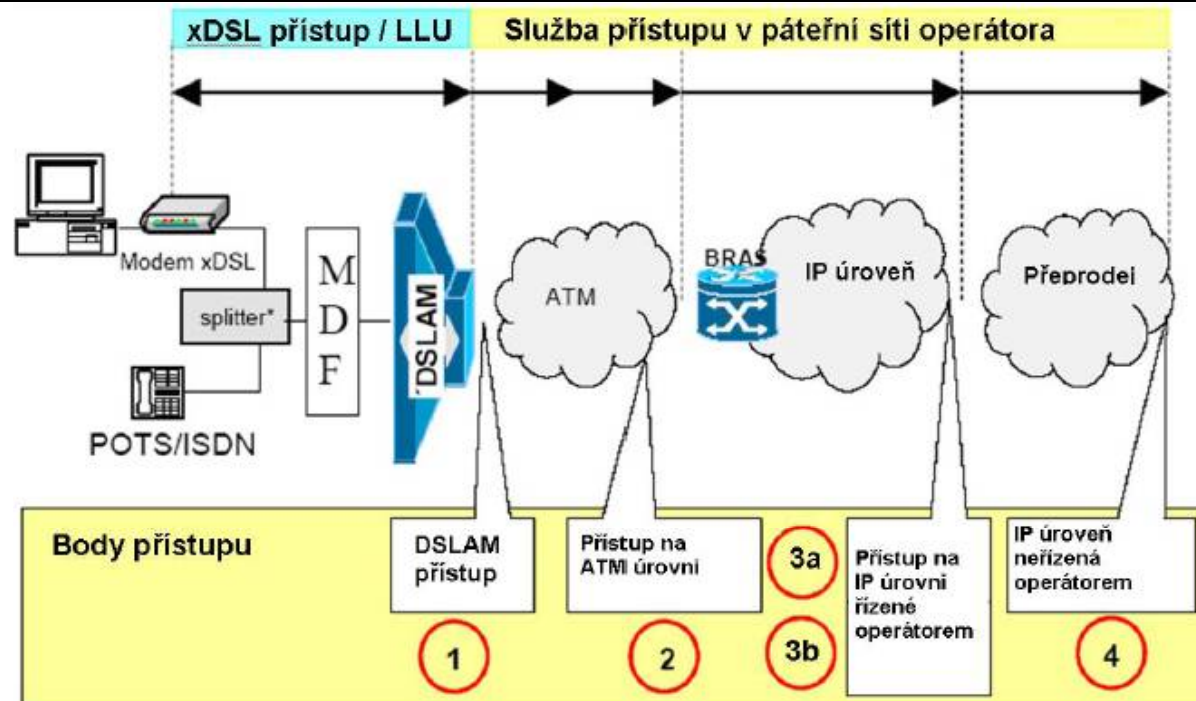 xDSL přístup / LLU
Služba přístupu v páteřní síti operátora
Modem xDSL
splitter*
POTS/ISDN
M
D
F
DSLAM
ATM
BRAS
IP úroveň
Přeprodej
Body přístupu
DSLAM
přístup
1
Přístup na
ATM úrovni
2
3a
3b
Přístup na
IP úrovni
řízené
operátorem
IP úroveň
neřízená
operátorem
4